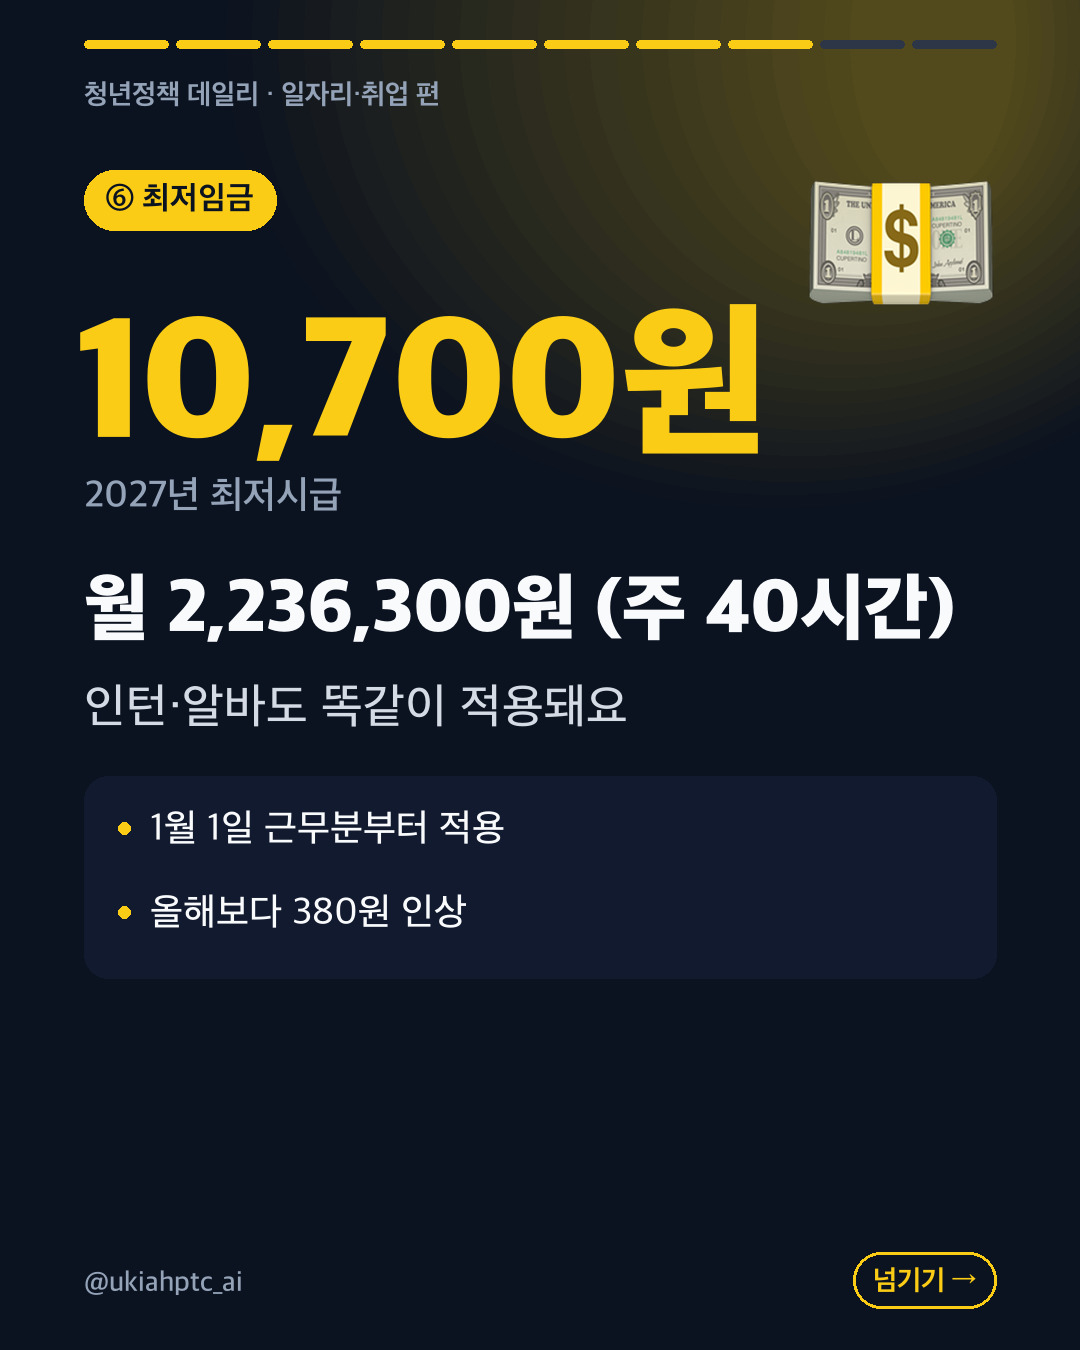 청년정책 데일리 · 일자리·취업 편
⑥ 최저임금
10,700원
2027년 최저시급
월 2,236,300원 (주 40시간)
인턴·알바도 똑같이 적용돼요
• 1월 1일 근무분부터 적용
• 올해보다 380원 인상
@ukiahptc_ai
넘기기 →